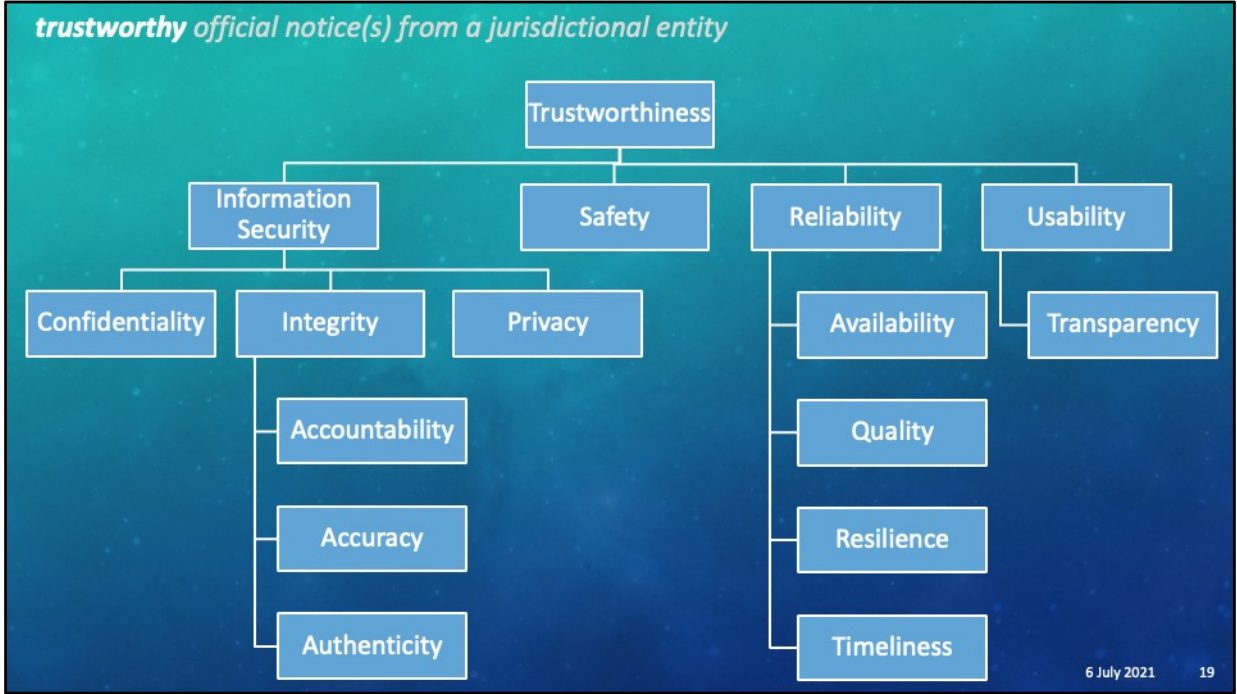 trustworthy official notice(s) from a jurisdictional entity
Trustworthiness
Information
Security
Safety
Reliability
Usability
Confidentiality
Integrity
Privacy
Availability
Transparency
Accountability
Quality
Accuracy
Resilience
Authenticity
Timeliness
6 July 2021
19